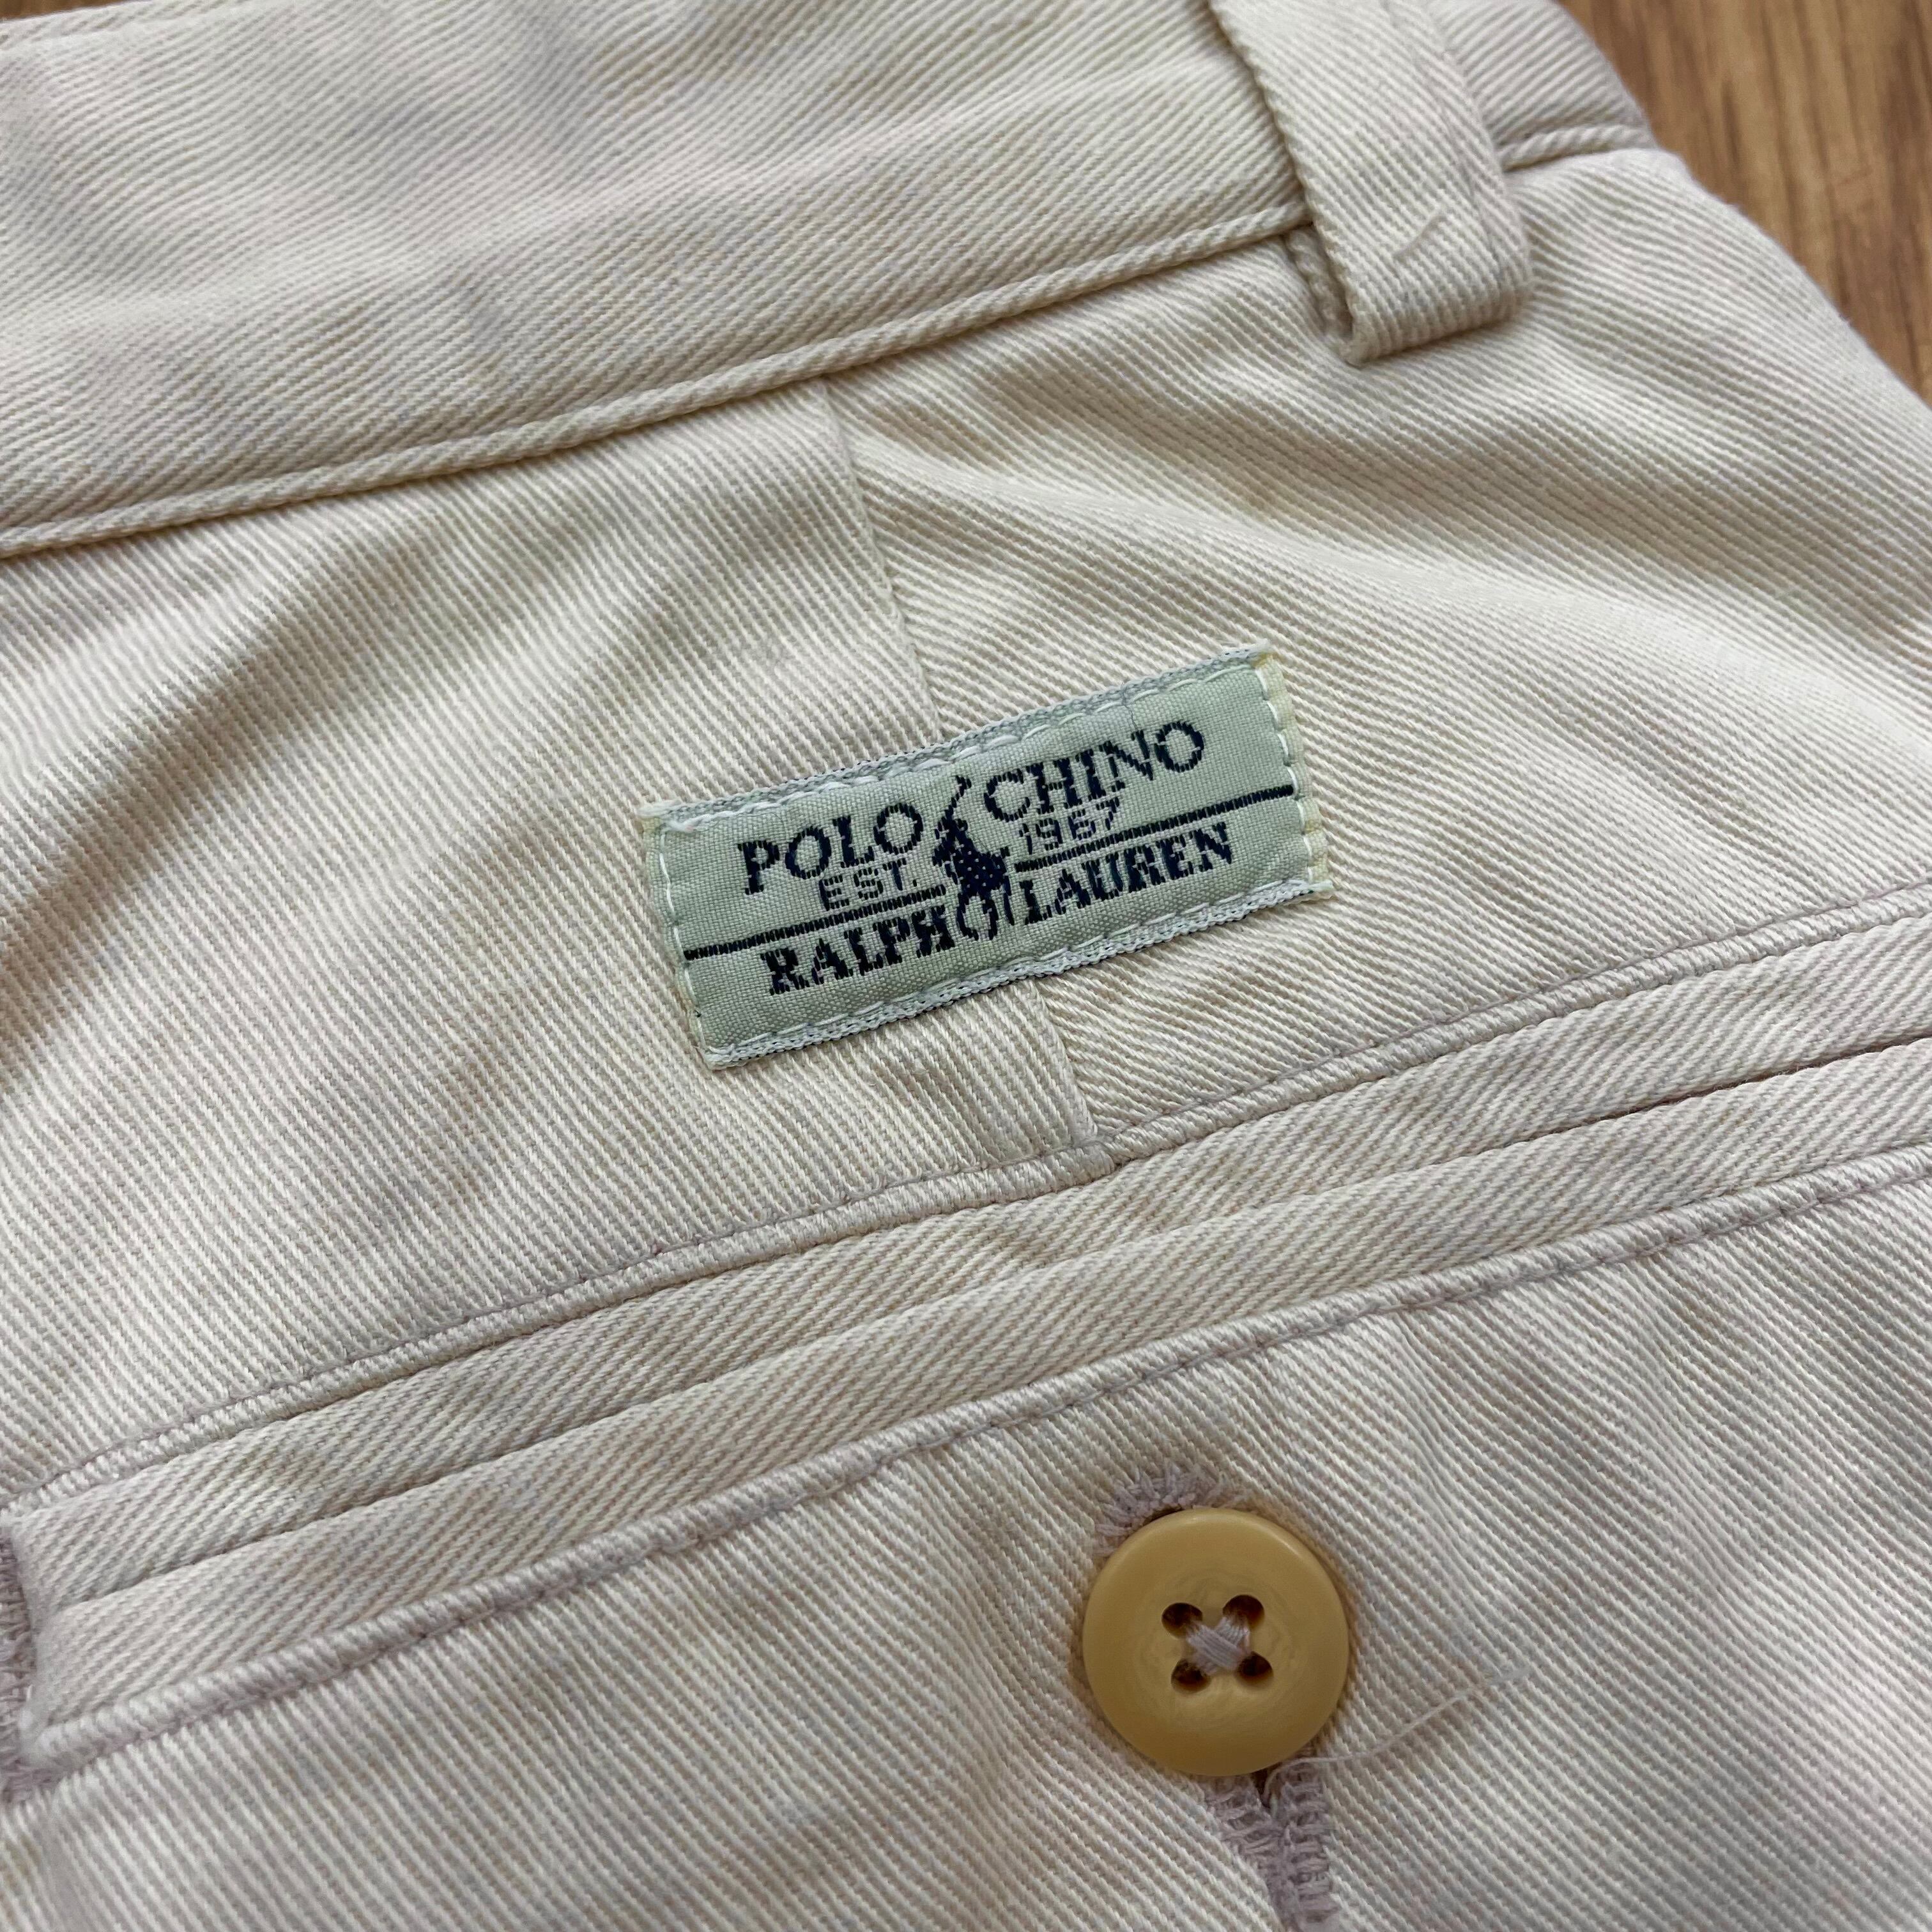 POLO CHINO
EST. 1967
RALPH LAUREN